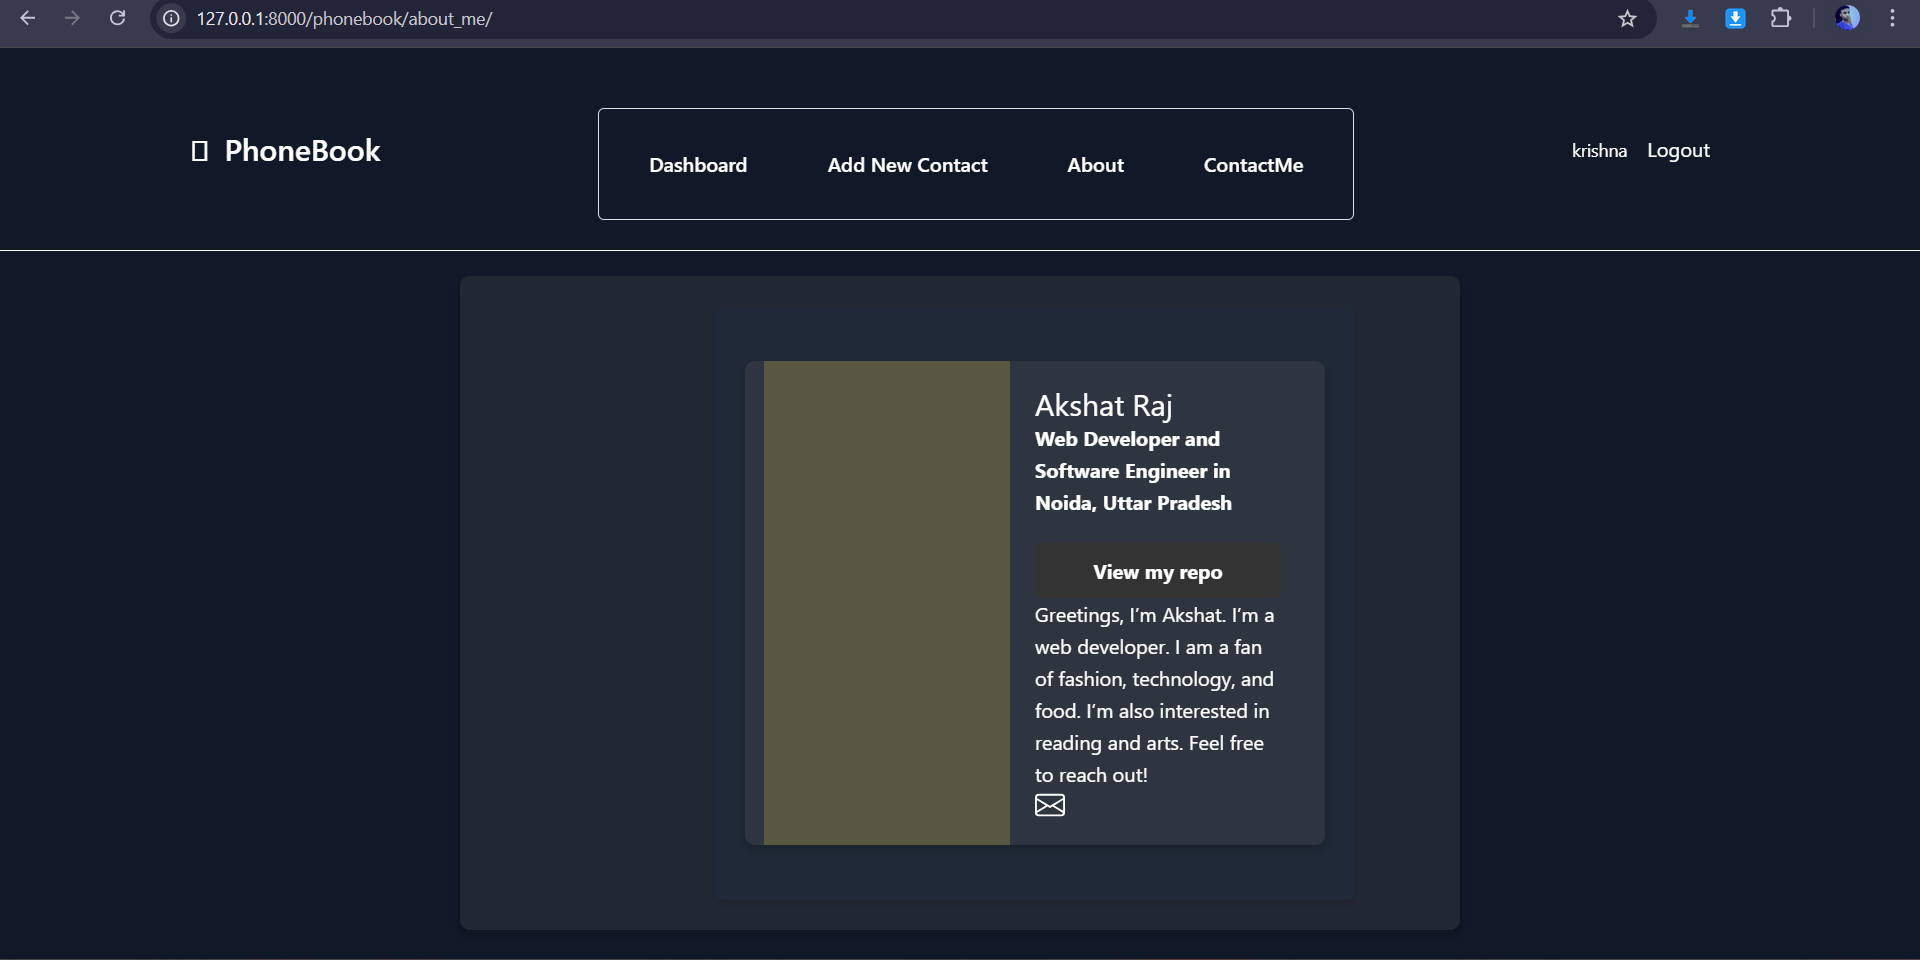 127.0.0.1:8000/phonebook/about_me/
PhoneBook
Dashboard Add New Contact About ContactMe
krishna Logout
Akshat Raj
Web Developer and
Software Engineer in
Noida, Uttar Pradesh
View my repo
Greetings, I’m Akshat. I’m a
web developer. I am a fan
of fashion, technology, and
food. I’m also interested in
reading and arts. Feel free
to reach out!